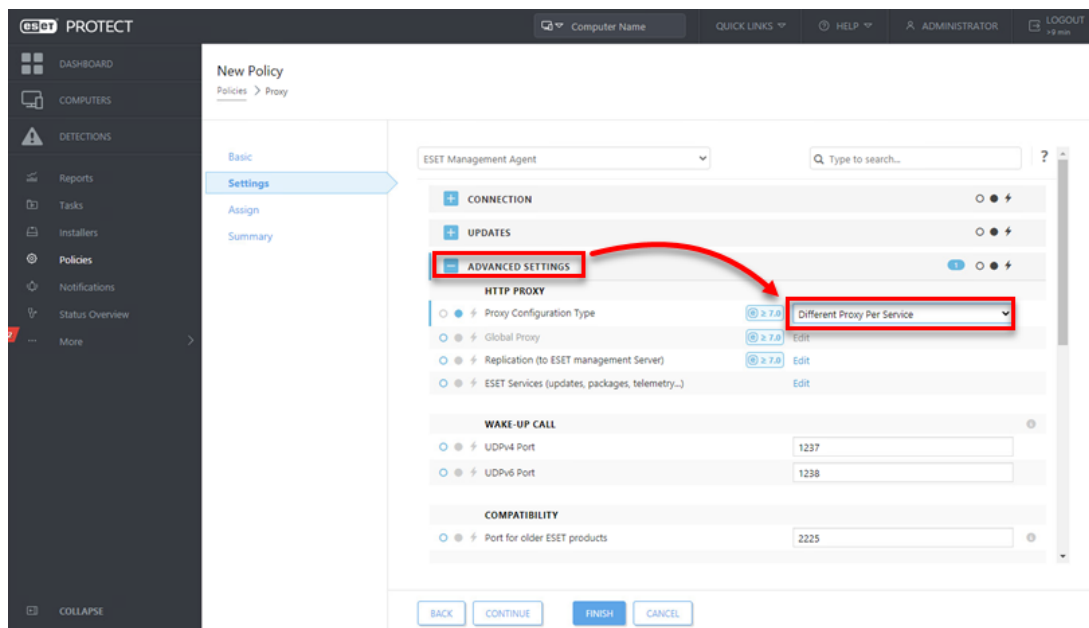 eseT PROTECT
Computer Name
QUICK LINKS
HELP
ADMINISTRATOR
LOGOUT
>9 min
DASHBOARD
COMPUTERS
DETECTIONS
Reports
Tasks
Installers
Policies
Notifications
Status Overview
More
COLLAPSE
New Policy
Policies > Proxy
Basic
Settings
Assign
Summary
ESET Management Agent
Type to search...
?
CONNECTION
UPDATES
ADVANCED SETTINGS
1
HTTP PROXY
Proxy Configuration Type
≥ 7.0
Different Proxy Per Service
Global Proxy
≥ 7.0
Edit
Replication (to ESET management Server)
≥ 7.0
Edit
ESET Services (updates, packages, telemetry...)
Edit
WAKE-UP CALL
UDPv4 Port
1237
UDPv6 Port
1238
COMPATIBILITY
Port for older ESET products
2225
BACK
CONTINUE
FINISH
CANCEL